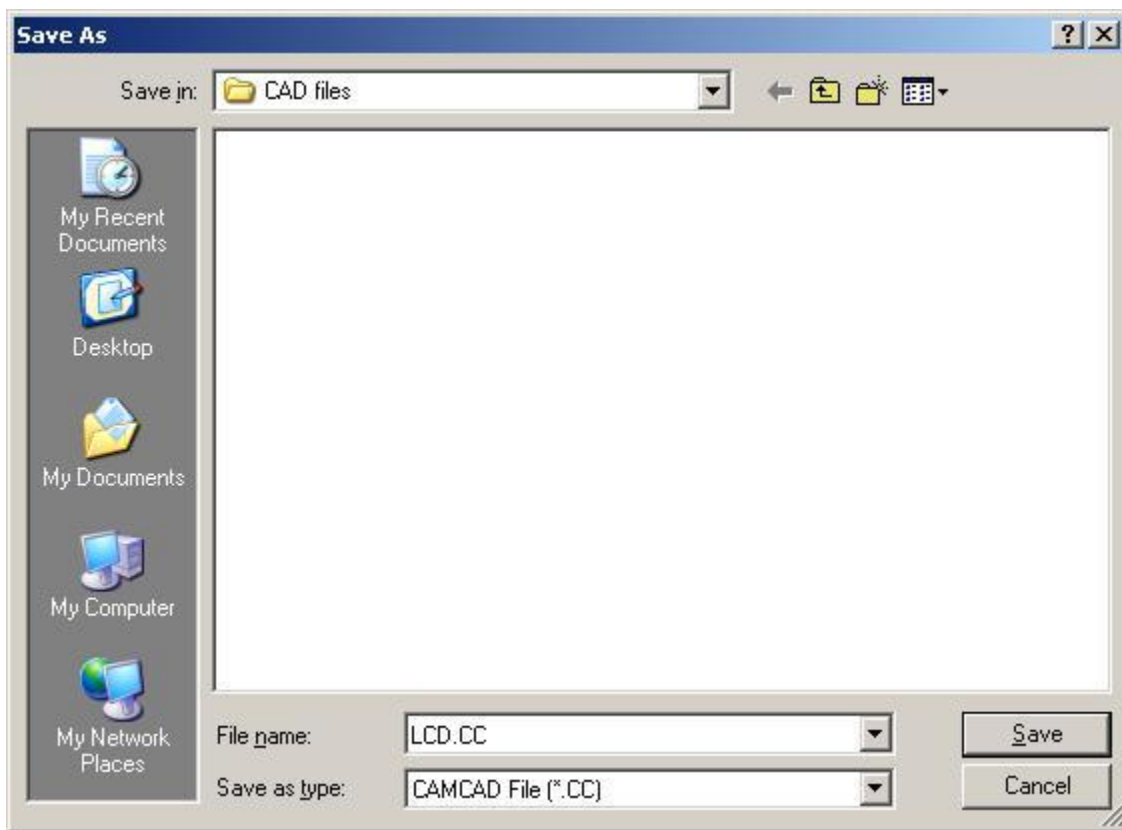 Save As
Save in:
CAD files
My Recent
Documents
Desktop
My Documents
My Computer
My Network
Places
File name:
LCD.CC
Save
Save as type:
CAMCAD File (*.CC)
Cancel